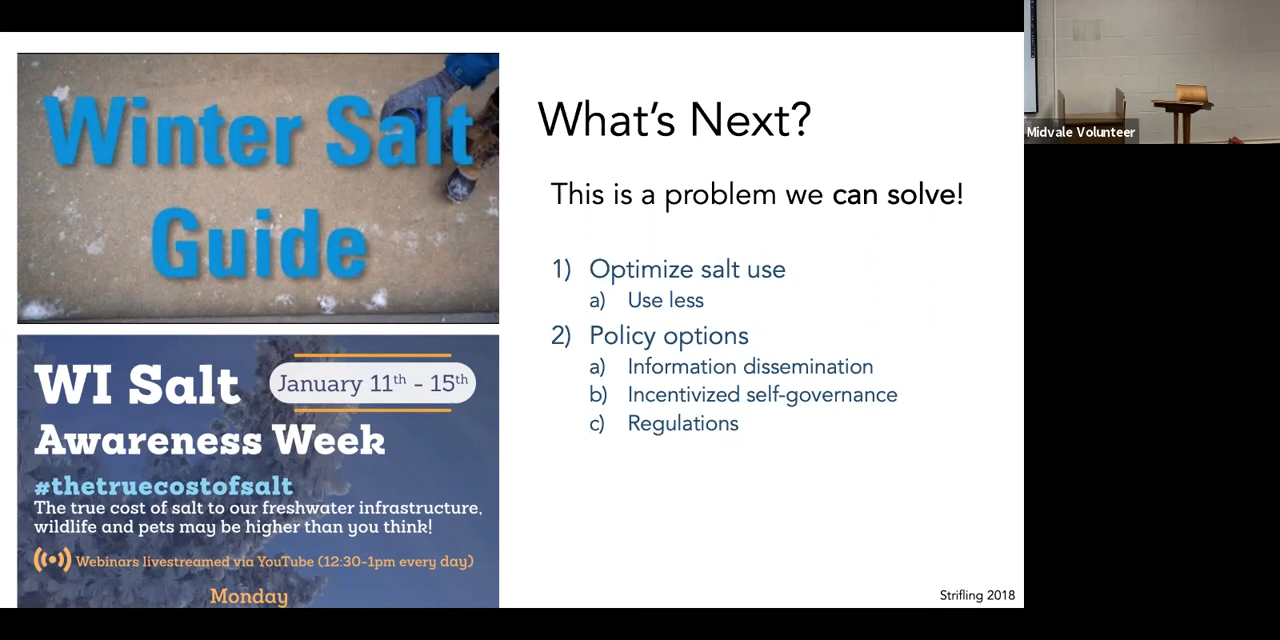 Winter Salt
Guide
WI Salt
January 11th - 15th
Awareness Week
#thetruecostofsalt
The true cost of salt to our freshwater infrastructure,
wildlife and pets may be higher than you think!
Webinars livestreamed via YouTube (12:30-1pm every day)
Monday
What's Next?
This is a problem we can solve!
1) Optimize salt use
a) Use less
2) Policy options
a) Information dissemination
b) Incentivized self-governance
c) Regulations
Strifling 2018
Midvale Volunteer